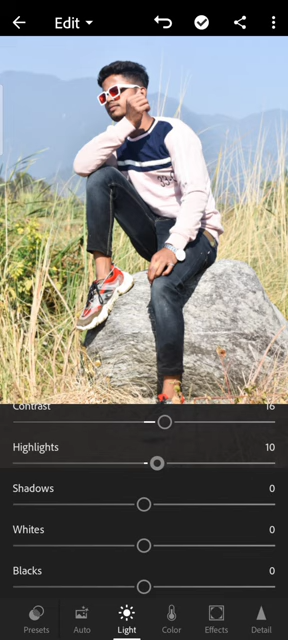 Edit
Contrast 16
Highlights 10
Shadows 0
Whites 0
Blacks 0
Presets Auto Light Color Effects Detail